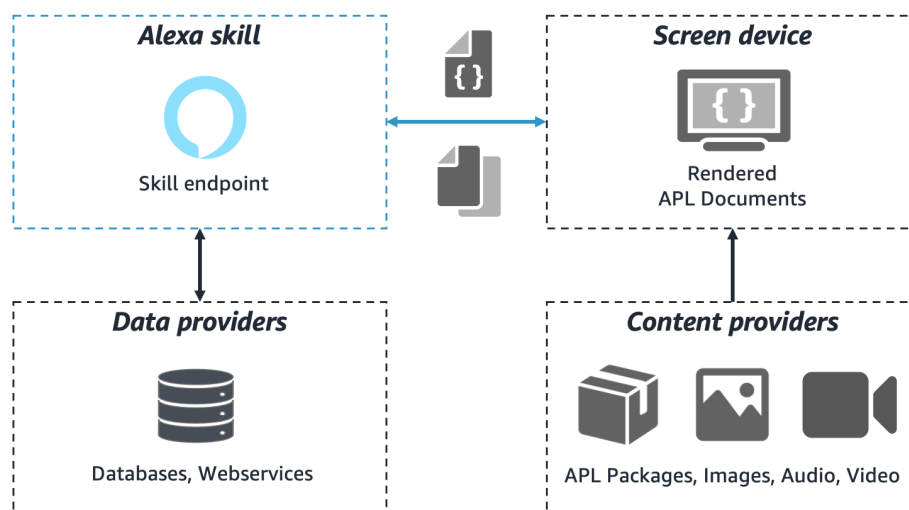 Alexa skill
Skill endpoint
{ }
Screen device
{ }
Rendered
APL Documents
Data providers
Databases, Webservices
Content providers
APL Packages, Images, Audio, Video